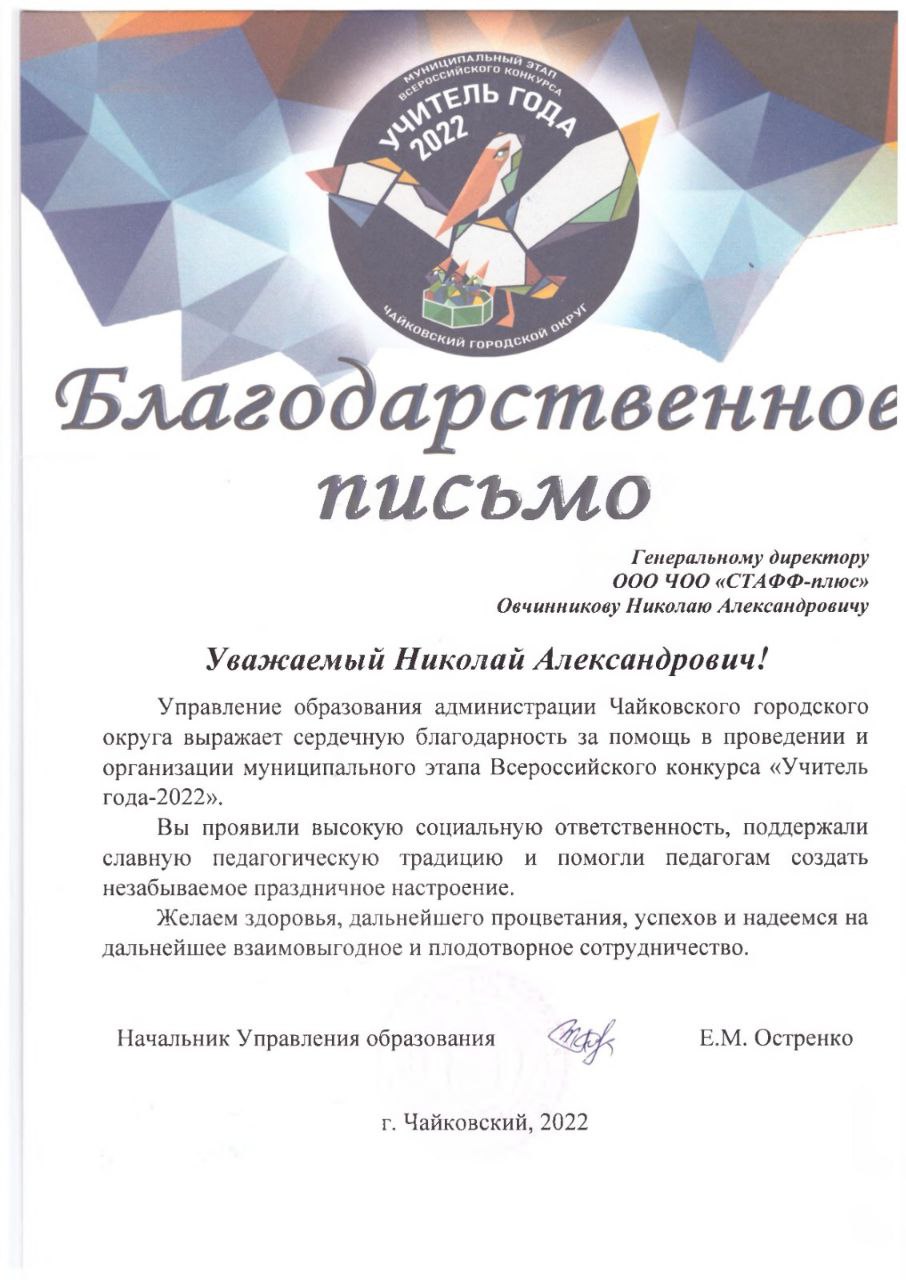 МУНИЦИПАЛЬНЫЙ ЭТАП
ВСЕРОССИЙСКОГО КОНКУРСА
УЧИТЕЛЬ ГОДА
2022
ЧАЙКОВСКИЙ ГОРОДСКОЙ ОКРУГ
Благодарственное
письмо
Генеральному директору
ООО ЧОО «СТАФФ-плюс»
Овчинникову Николаю Александровичу
Уважаемый Николай Александрович!
Управление образования администрации Чайковского городского
округа выражает сердечную благодарность за помощь в проведении и
организации муниципального этапа Всероссийского конкурса «Учитель
года-2022».
Вы проявили высокую социальную ответственность, поддержали
славную педагогическую традицию и помогли педагогам создать
незабываемое праздничное настроение.
Желаем здоровья, дальнейшего процветания, успехов и надеемся на
дальнейшее взаимовыгодное и плодотворное сотрудничество.
Начальник Управления образования Е.М. Остренко
г. Чайковский, 2022